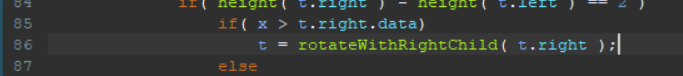 84 if( height( t.right ) - height( t.left ) == 2 )
85 if( x > t.right.data)
86 t = rotateWithRightChild( t.right );
87 else